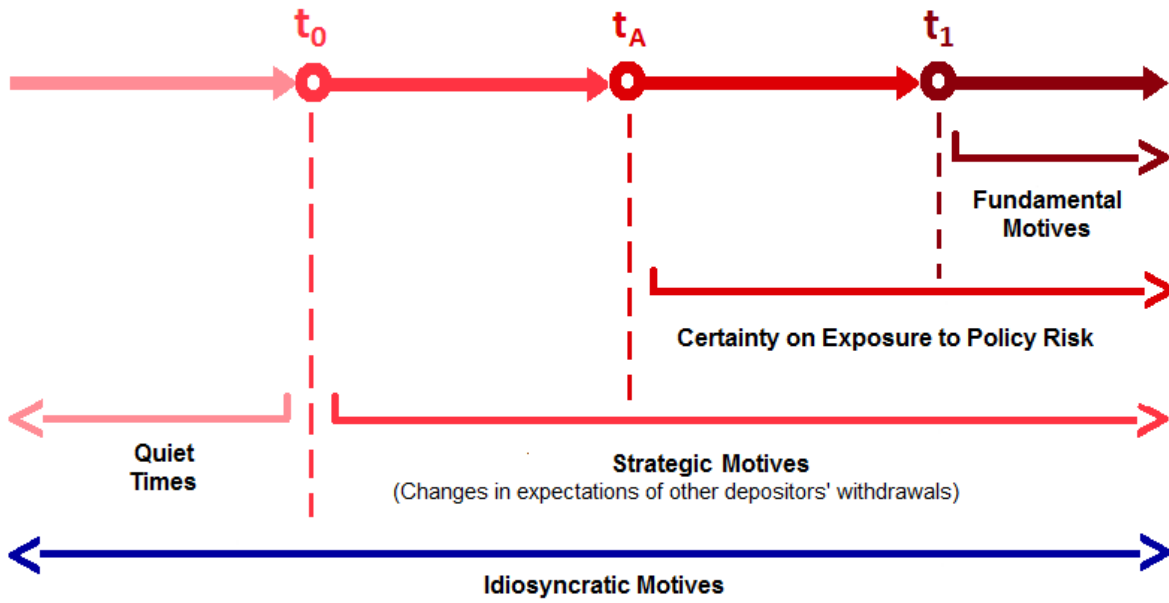 t0
tA
t1
Fundamental
Motives
Certainty on Exposure to Policy Risk
Quiet
Times
Strategic Motives
(Changes in expectations of other depositors' withdrawals)
Idiosyncratic Motives